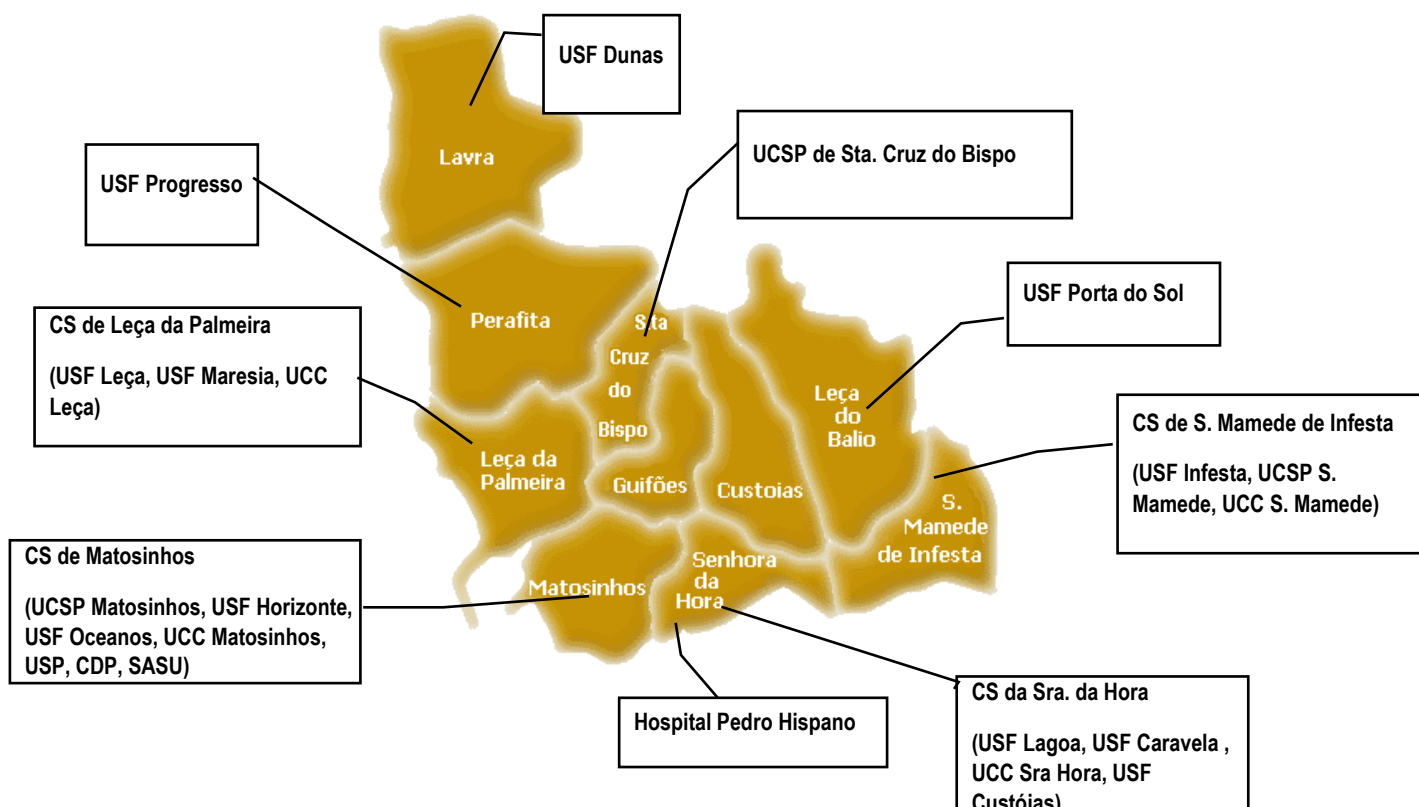 USF Dunas
UCSP de Sta. Cruz do Bispo
Lavra
USF Progresso
USF Porta do Sol
CS de Leça da Palmeira
(USF Leça, USF Maresia, UCC
Leça)
Perafita
Sta
Cruz
do
Bispo
Leça
do
Balio
CS de S. Mamede de Infesta
(USF Infesta, UCSP S.
Mamede, UCC S. Mamede)
Leça da
Palmeira
Guifões
Custoias
S.
Mamede
de Infesta
CS de Matosinhos
(UCSP Matosinhos, USF Horizonte,
USF Oceanos, UCC Matosinhos,
USP, CDP, SASU)
Matosinhos
Senhora
da
Hora
Hospital Pedro Hispano
CS da Sra. da Hora
(USF Lagoa, USF Caravela ,
UCC Sra Hora, USF
Custóias)